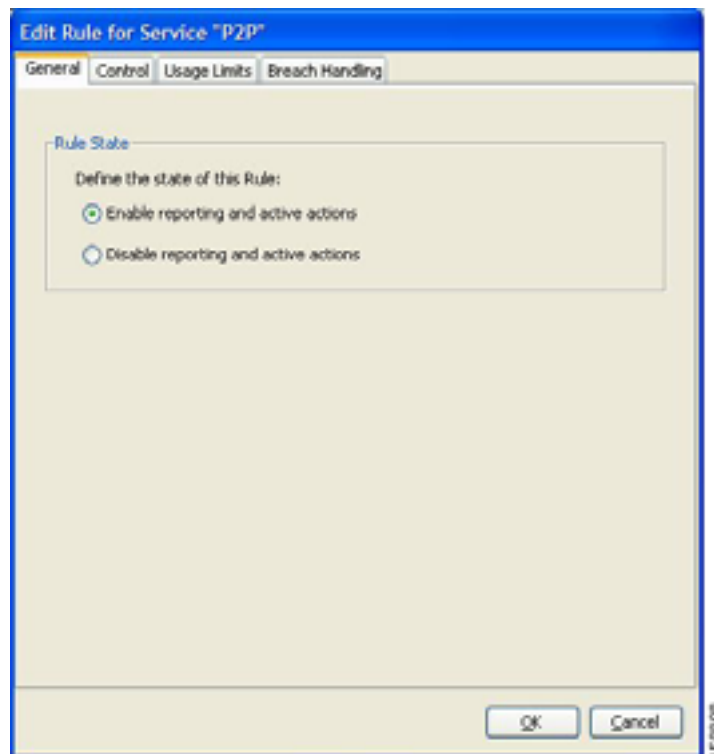 Edit Rule for Service "P2P"
General Control Usage Limits Breach Handling
Rule State
Define the state of this Rule:
Enable reporting and active actions
Disable reporting and active actions
OK Cancel